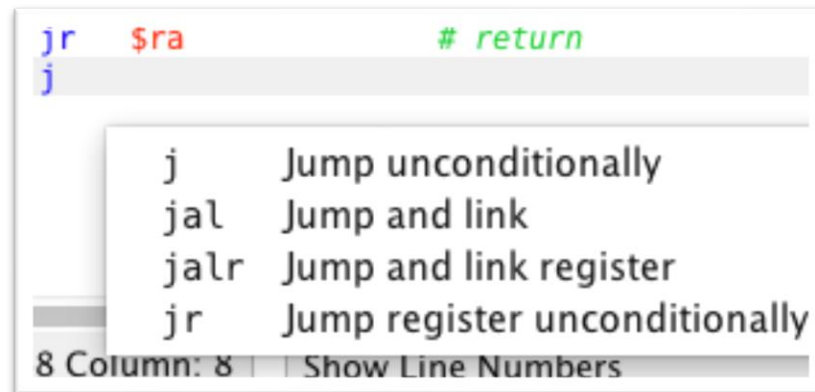 jr $ra # return
j
j Jump unconditionally
jal Jump and link
jalr Jump and link register
jr Jump register unconditionally
8 Column: 8 Show Line Numbers